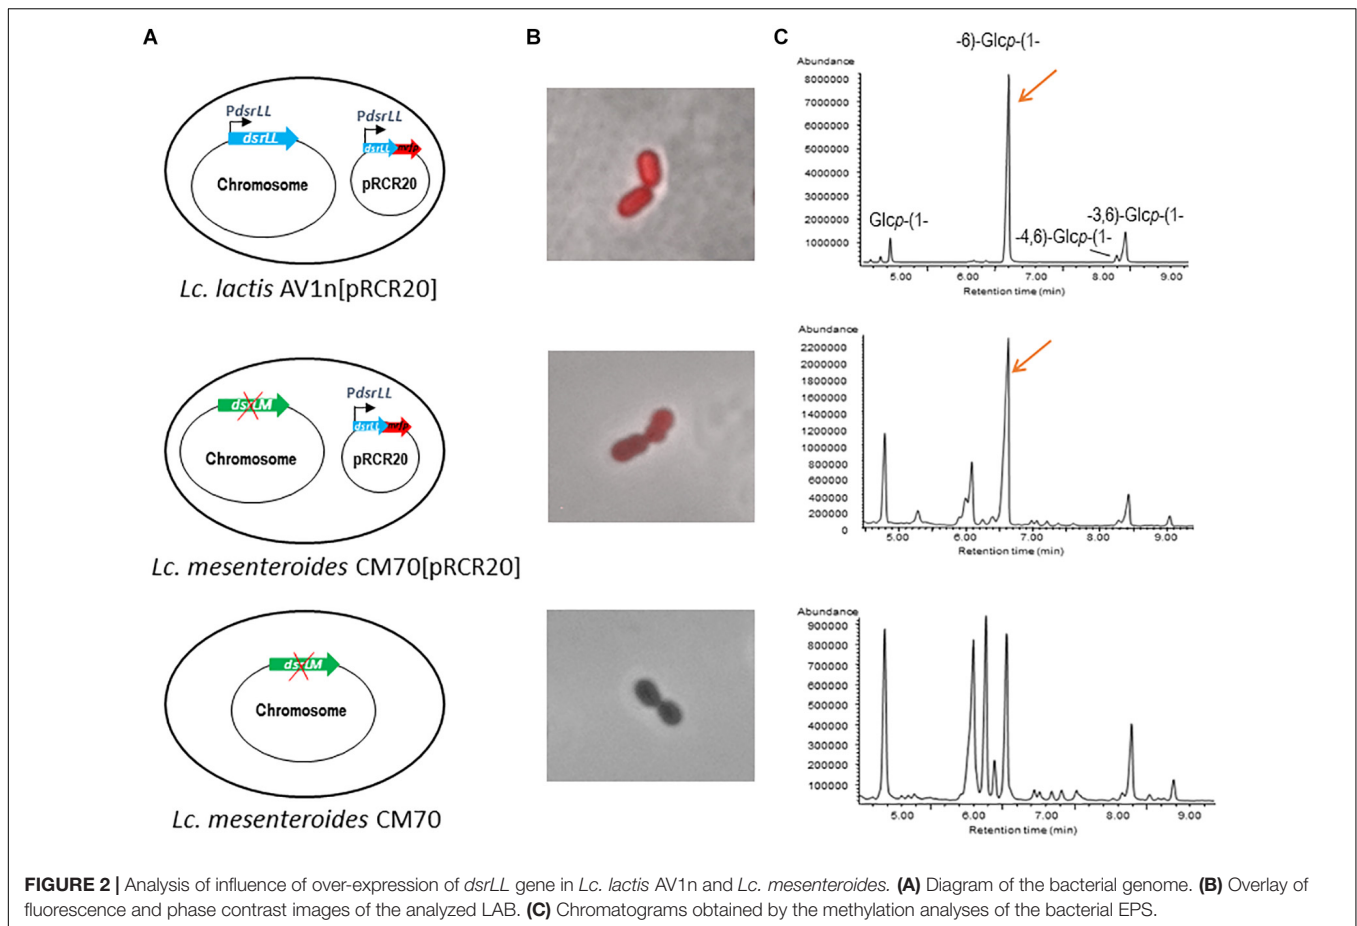 A
B
C
PdsrLL
dsrLL
Chromosome
PdsrLL
dsrLL mrfp
pRCR20
Lc. lactis AV1n[pRCR20]
-6)-Glcp-(1-
Abundance
8000000
7000000
6000000
5000000
4000000
3000000
2000000
1000000
Glcp-(1-
-4,6)-Glcp-(1-
-3,6)-Glcp-(1-
5.00 6.00 7.00 8.00 9.00
Retention time (min)
dsrLM
Chromosome
PdsrLL
dsrLL mrfp
pRCR20
Lc. mesenteroides CM70[pRCR20]
Abundance
2200000
2000000
1800000
1600000
1400000
1200000
1000000
800000
600000
400000
200000
0
5.00 6.00 7.00 8.00 9.00
Retention time (min)
dsrLM
Chromosome
Lc. mesenteroides CM70
Abundance
900000
800000
700000
600000
500000
400000
300000
200000
100000
5.00 6.00 7.00 8.00 9.00
Retention time (min)
FIGURE 2 | Analysis of influence of over-expression of dsrLL gene in Lc. lactis AV1n and Lc. mesenteroides. (A) Diagram of the bacterial genome. (B) Overlay of
fluorescence and phase contrast images of the analyzed LAB. (C) Chromatograms obtained by the methylation analyses of the bacterial EPS.